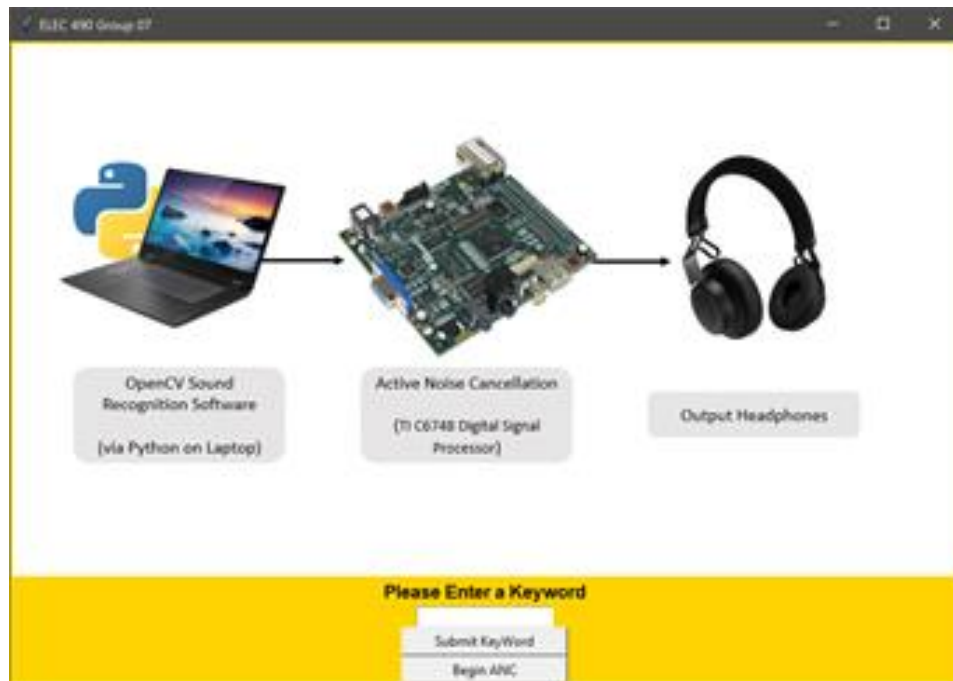 ELEC 490 Group 07
OpenCV Sound
Recognition Software
(via Python on Laptop)
Active Noise Cancellation
(TI C6748 Digital Signal
Processor)
Output Headphones
Please Enter a Keyword
Submit KeyWord
Begin ANC